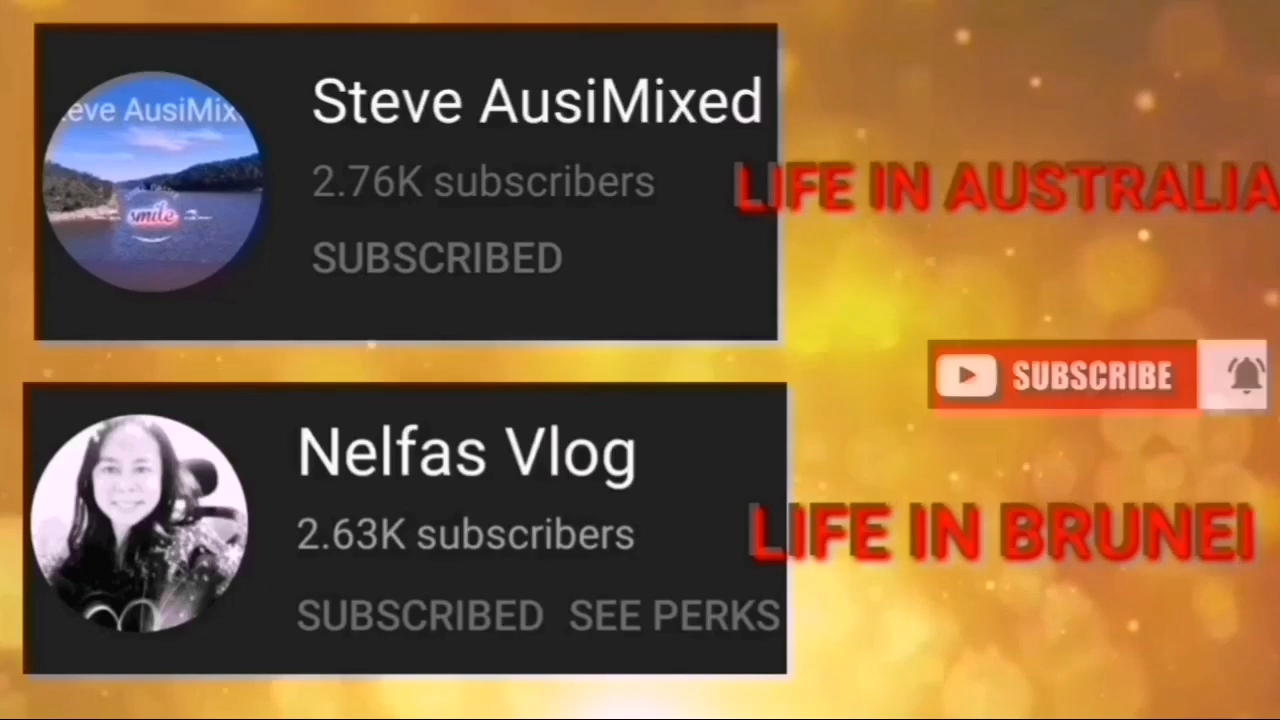 Steve AusiMixed
eve AusiMix
smile
2.76K subscribers
SUBSCRIBED
LIFE IN AUSTRALIA
SUBSCRIBE
Nelfas Vlog
2.63K subscribers
SUBSCRIBED SEE PERKS
LIFE IN BRUNEI